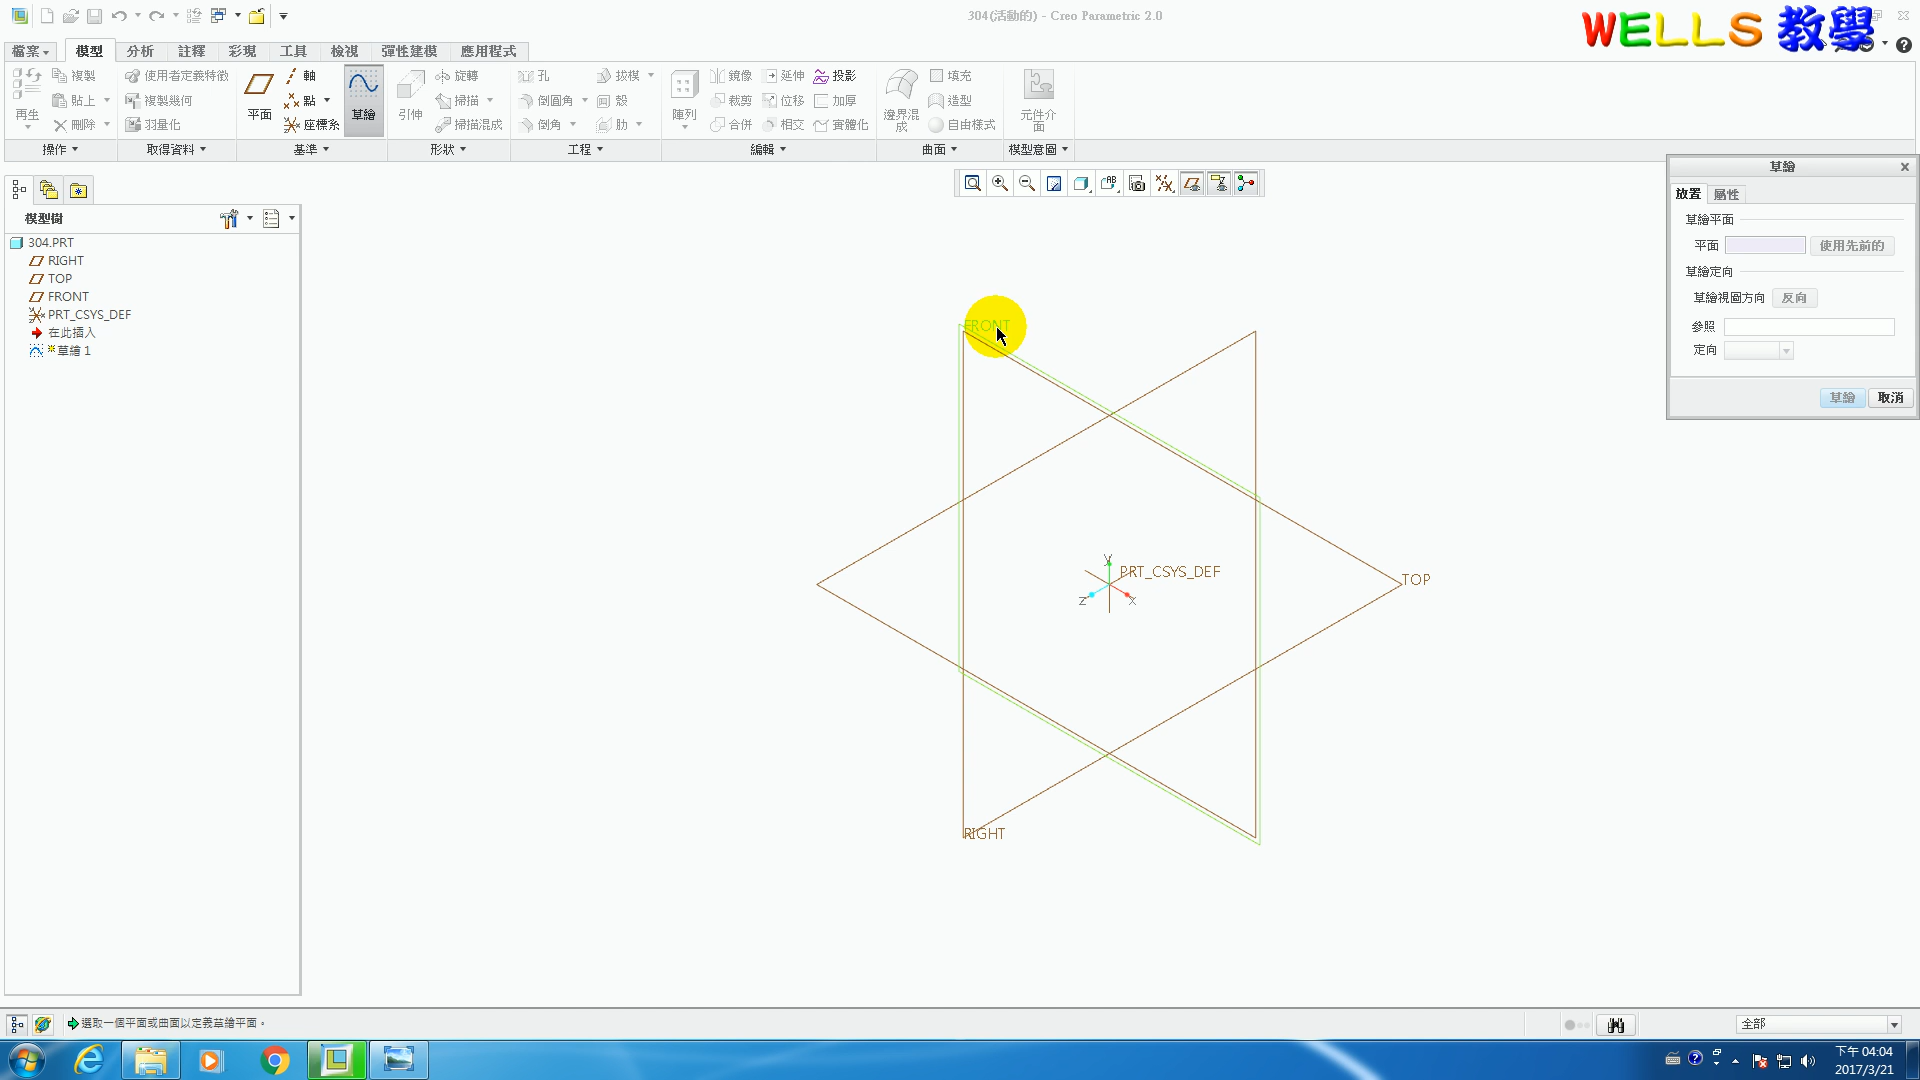 304(活動的) - Creo Parametric 2.0
WELLS 教學
檔案 模型 分析 註釋 彩現 工具 檢視 彈性建模 應用程式
再生 複製 貼上 刪除
使用者定義特徵 複製幾何 羽量化
平面 軸 點 座標系 草繪
引伸 旋轉 掃描 掃描混成
孔 倒圓角 倒角 拔模 殼 肋
陣列 鏡像 延伸 投影 裁剪 位移 加厚 合併 相交 實體化
邊界混成 填充 造型 自由樣式
元件介面
操作 取得資料 基準 形狀 工程 編輯 曲面 模型意圖
模型樹
304.PRT
RIGHT
TOP
FRONT
PRT_CSYS_DEF
在此插入
草繪 1
FRONT
PRT_CSYS_DEF
TOP
RIGHT
Y
Z
X
草繪
放置 屬性
草繪平面
平面 使用先前的
草繪定向
草繪視圖方向 反向
參照
定向
草繪 取消
選取一個平面或曲面以定義草繪平面。
全部
下午 04:04
2017/3/21